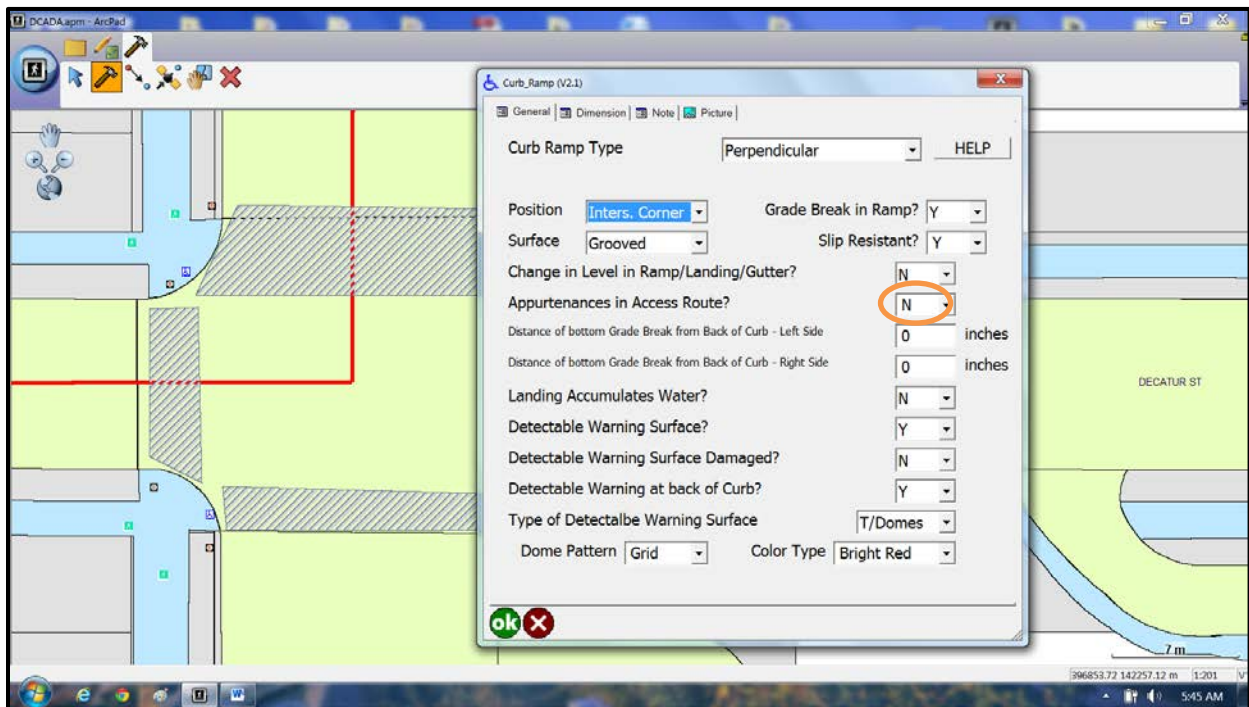 DCADA.apm - ArcPad
Curb_Ramp (V2.1)
General Dimension Note Picture
Curb Ramp Type Perpendicular HELP
Position Inters. Corner Grade Break in Ramp? Y
Surface Grooved Slip Resistant? Y
Change in Level in Ramp/Landing/Gutter? N
Appurtenances in Access Route? N
Distance of bottom Grade Break from Back of Curb - Left Side 0 inches
Distance of bottom Grade Break from Back of Curb - Right Side 0 inches
Landing Accumulates Water? N
Detectable Warning Surface? Y
Detectable Warning Surface Damaged? N
Detectable Warning at back of Curb? Y
Type of Detectalbe Warning Surface T/Domes
Dome Pattern Grid Color Type Bright Red
ok
DECATUR ST
7 m
396853.72 142257.12 m 1:201 V
5:45 AM